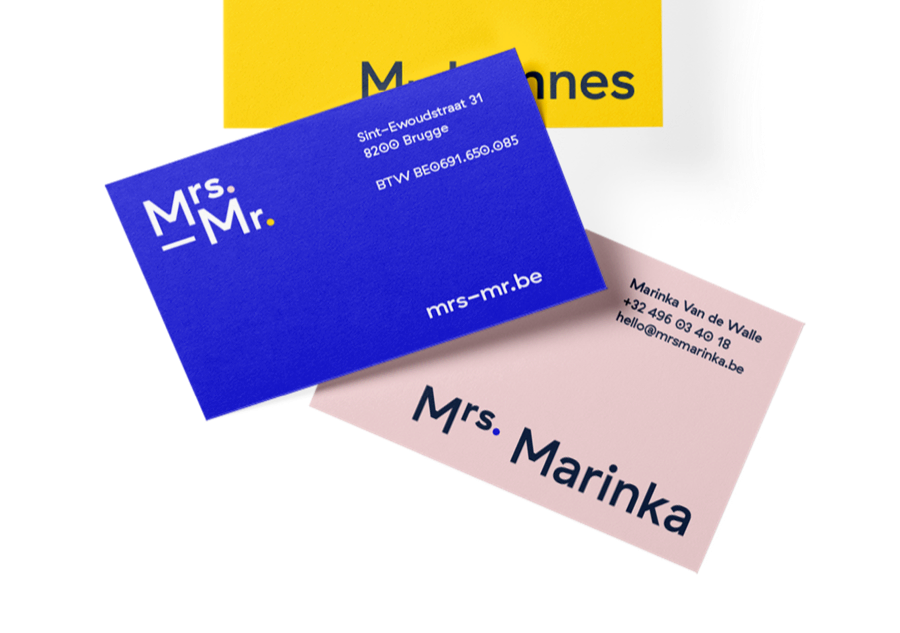 Sint-Ewoudstraat 31
8200 Brugge
BTW BE0691.650.085
Mrs.
Mr.
mrs-mr.be
Marinka Van de Walle
+32 496 03 40 18
hello@mrsmarinka.be
Mrs. Marinka